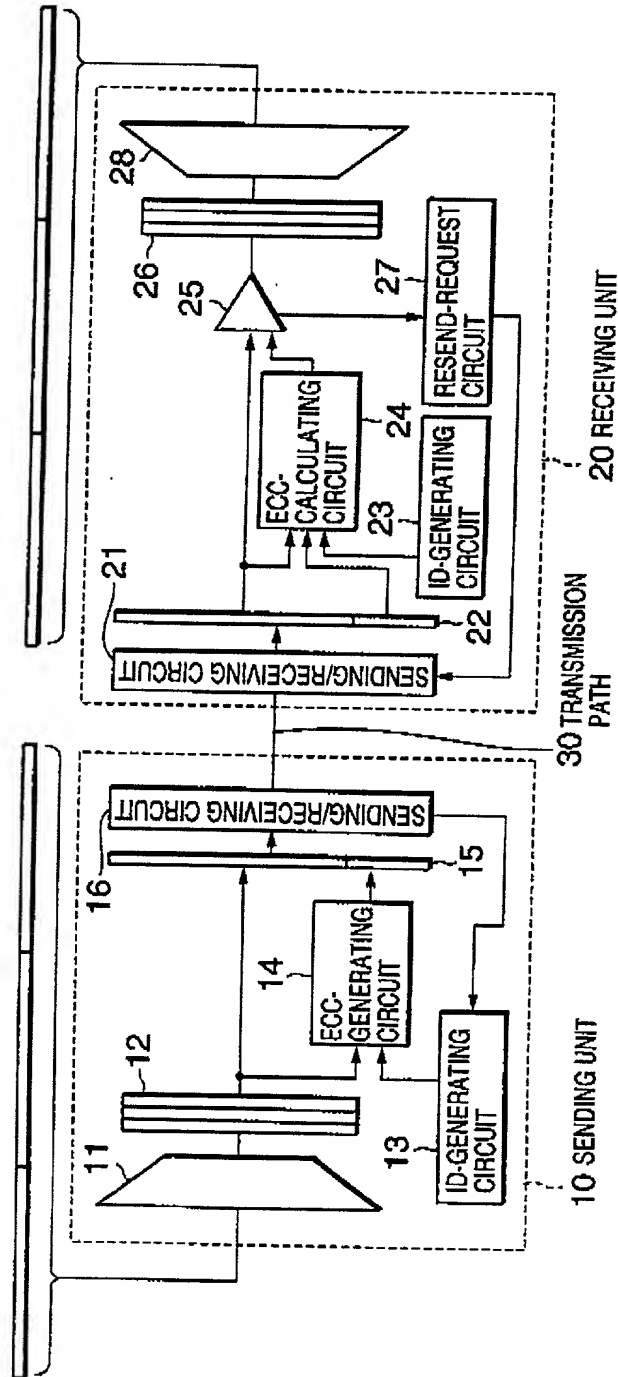 11
12
13
ID-GENERATING
CIRCUIT
14
ECC-
GENERATING
CIRCUIT
15
16
SENDING/RECEIVING CIRCUIT
10 SENDING UNIT
30 TRANSMISSION
PATH
21
SENDING/RECEIVING CIRCUIT
22
23
ID-GENERATING
CIRCUIT
ECC-
CALCULATING
CIRCUIT
24
25
26
27
RESEND-REQUEST
CIRCUIT
28
20 RECEIVING UNIT